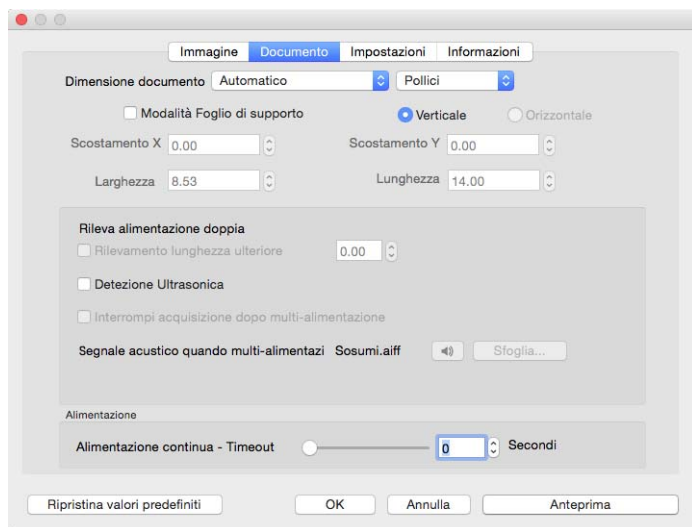 Immagine Documento Impostazioni Informazioni
Dimensione documento Automatico Pollici
Modalità Foglio di supporto Verticale Orizzontale
Scostamento X 0.00 Scostamento Y 0.00
Larghezza 8.53 Lunghezza 14.00
Rileva alimentazione doppia
Rilevamento lunghezza ulteriore 0.00
Detezione Ultrasonica
Interrompi acquisizione dopo multi-alimentazione
Segnale acustico quando multi-alimentazi Sosumi.aiff Sfoglia...
Alimentazione
Alimentazione continua - Timeout 0 Secondi
Ripristina valori predefiniti OK Annulla Anteprima